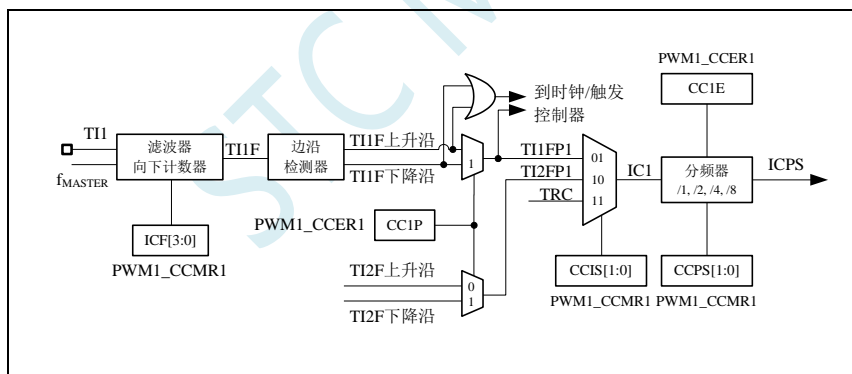 STC M
PWM1_CCER1
CC1E
到时钟/触发
控制器
TI1
滤波器
向下计数器
TI1F
边沿
检测器
TI1F上升沿
TI1F下降沿
1
TI1FP1
TI2FP1
TRC
01
10
11
IC1
分频器
/1, /2, /4, /8
ICPS
fMASTER
PWM1_CCER1
CC1P
ICF[3:0]
PWM1_CCMR1
TI2F上升沿
TI2F下降沿
0
1
CCIS[1:0]
PWM1_CCMR1
CCPS[1:0]
PWM1_CCMR1